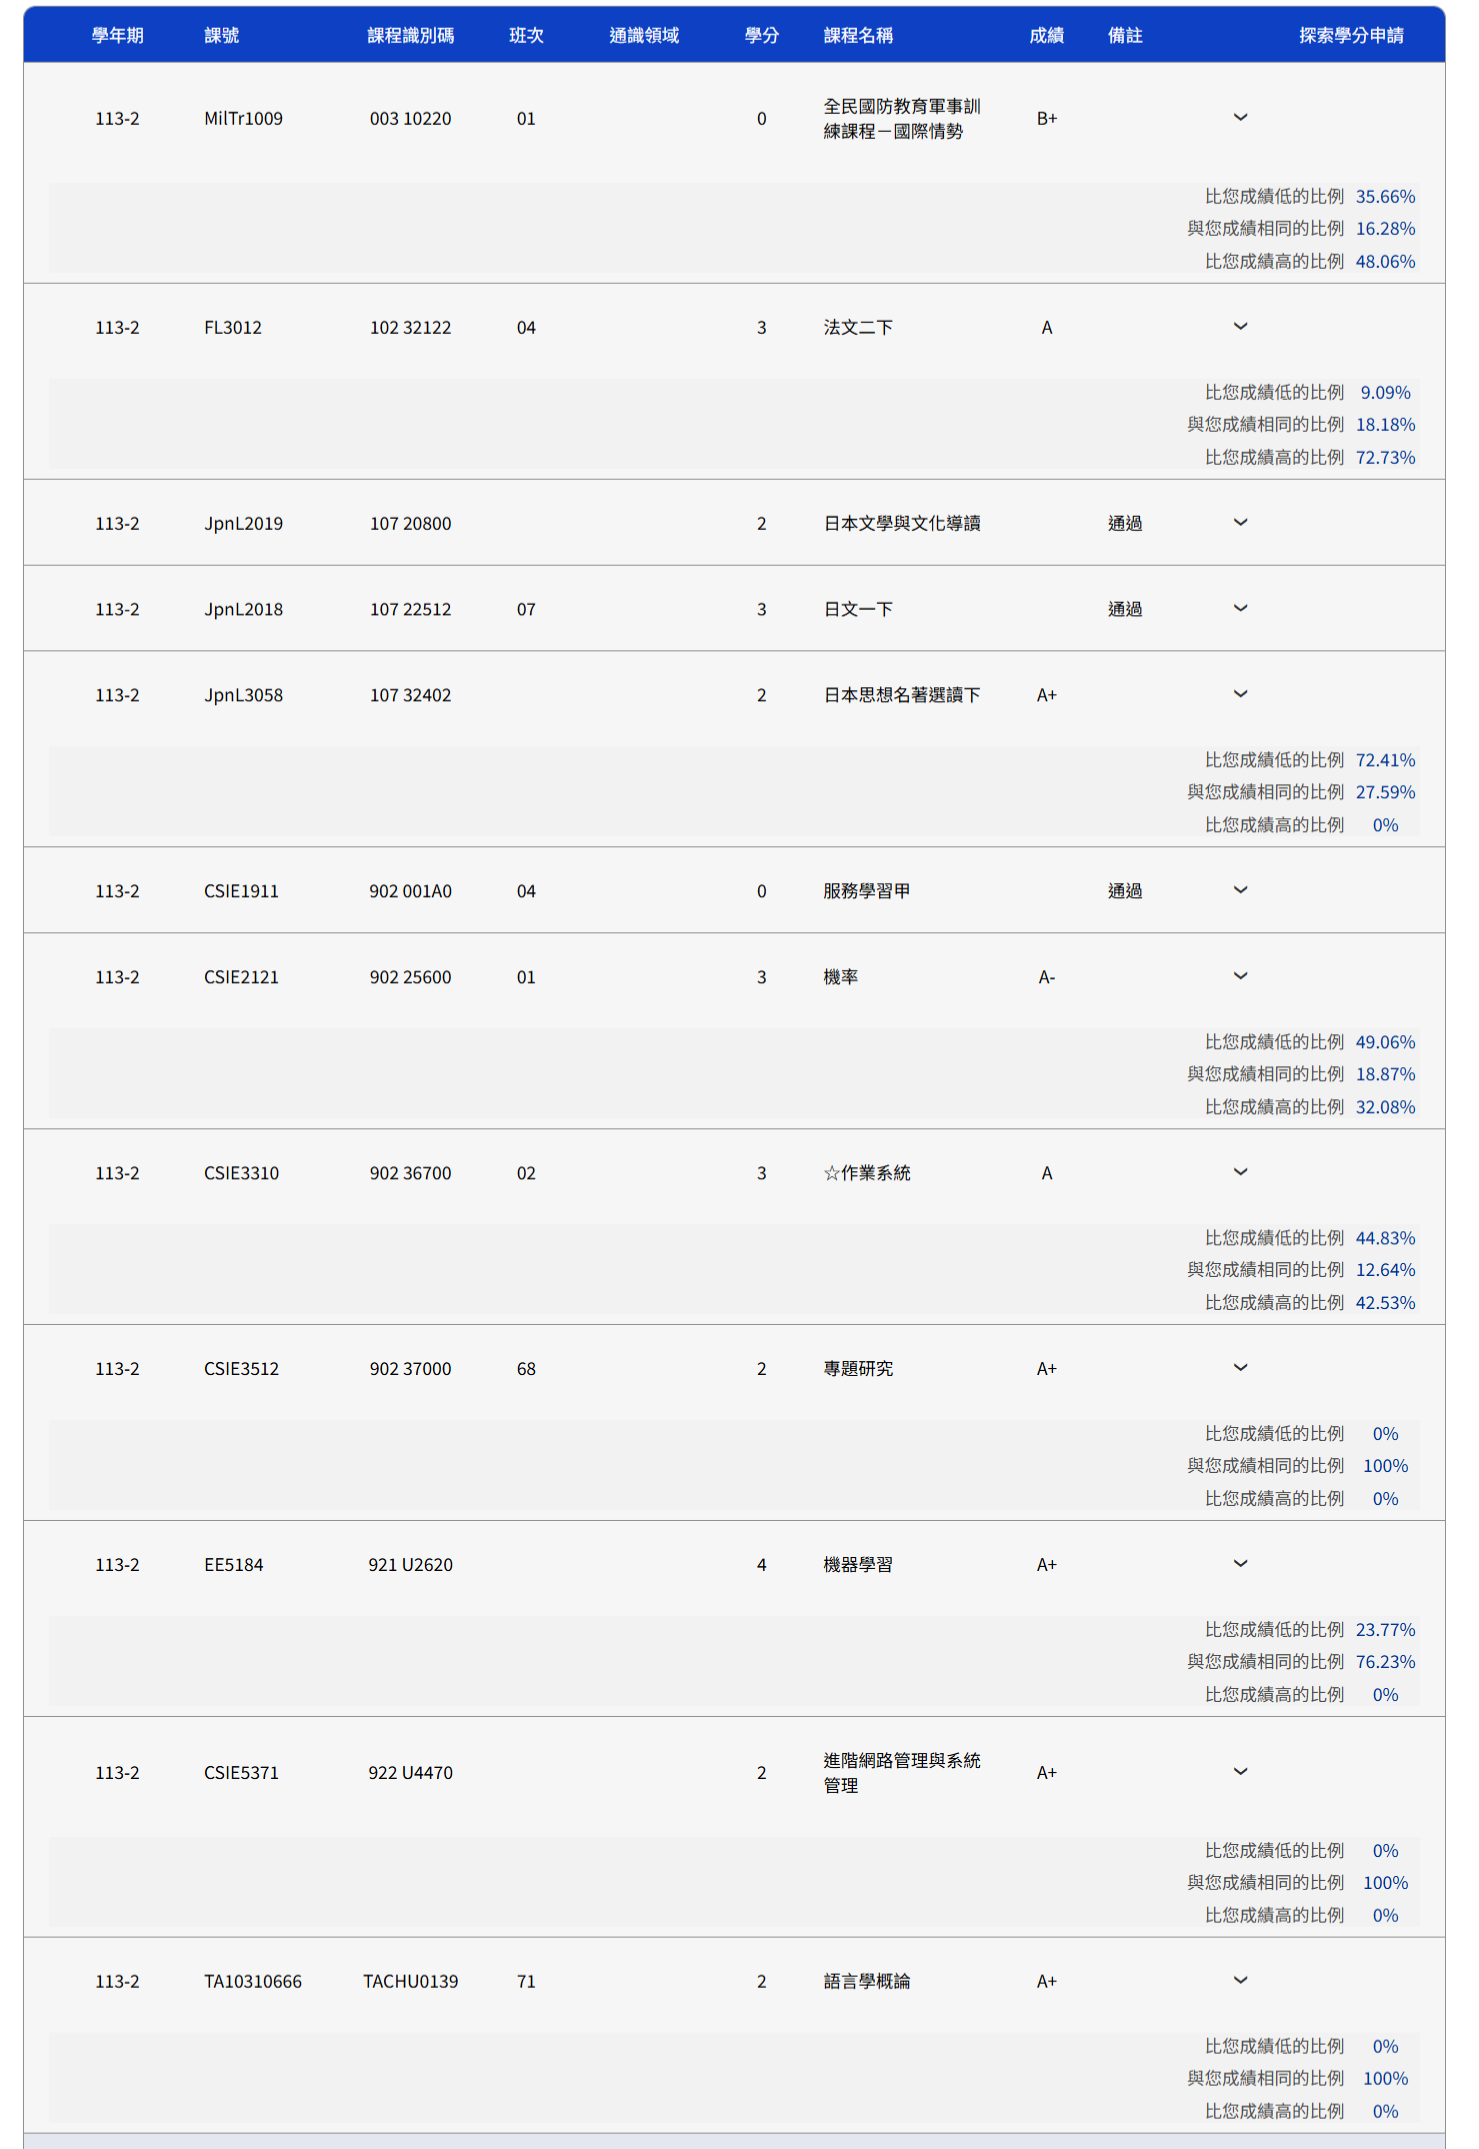 學年期 課號 課程識別碼 班次 通識領域 學分 課程名稱 成績 備註 探索學分申請
113-2 MilTr1009 003 10220 01 0 全民國防教育軍事訓
練課程－國際情勢 B+
比您成績低的比例 35.66%
與您成績相同的比例 16.28%
比您成績高的比例 48.06%
113-2 FL3012 102 32122 04 3 法文二下 A
比您成績低的比例 9.09%
與您成績相同的比例 18.18%
比您成績高的比例 72.73%
113-2 JpnL2019 107 20800 2 日本文學與文化導讀 通過
113-2 JpnL2018 107 22512 07 3 日文一下 通過
113-2 JpnL3058 107 32402 2 日本思想名著選讀下 A+
比您成績低的比例 72.41%
與您成績相同的比例 27.59%
比您成績高的比例 0%
113-2 CSIE1911 902 001A0 04 0 服務學習甲 通過
113-2 CSIE2121 902 25600 01 3 機率 A-
比您成績低的比例 49.06%
與您成績相同的比例 18.87%
比您成績高的比例 32.08%
113-2 CSIE3310 902 36700 02 3 ☆作業系統 A
比您成績低的比例 44.83%
與您成績相同的比例 12.64%
比您成績高的比例 42.53%
113-2 CSIE3512 902 37000 68 2 專題研究 A+
比您成績低的比例 0%
與您成績相同的比例 100%
比您成績高的比例 0%
113-2 EE5184 921 U2620 4 機器學習 A+
比您成績低的比例 23.77%
與您成績相同的比例 76.23%
比您成績高的比例 0%
113-2 CSIE5371 922 U4470 2 進階網路管理與系統
管理 A+
比您成績低的比例 0%
與您成績相同的比例 100%
比您成績高的比例 0%
113-2 TA10310666 TACHU0139 71 2 語言學概論 A+
比您成績低的比例 0%
與您成績相同的比例 100%
比您成績高的比例 0%